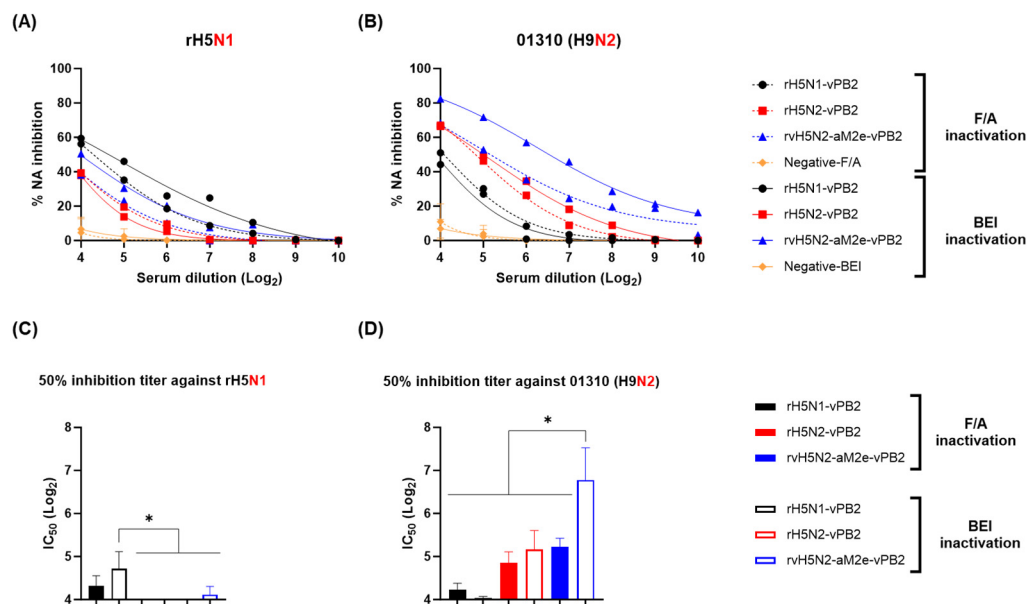 (A)
rH5N1
% NA inhibition
100
80
60
40
20
0
4 5 6 7 8 9 10
Serum dilution (Log2)
(B)
01310 (H9N2)
% NA inhibition
100
80
60
40
20
0
4 5 6 7 8 9 10
Serum dilution (Log2)
rH5N1-vPB2
rH5N2-vPB2
rvH5N2-aM2e-vPB2
Negative-F/A
F/A
inactivation
rH5N1-vPB2
rH5N2-vPB2
rvH5N2-aM2e-vPB2
Negative-BEI
BEI
inactivation
(C)
50% inhibition titer against rH5N1
IC50 (Log2)
8
7
6
5
4
*
(D)
50% inhibition titer against 01310 (H9N2)
IC50 (Log2)
8
7
6
5
4
*
rH5N1-vPB2
rH5N2-vPB2
rvH5N2-aM2e-vPB2
F/A
inactivation
rH5N1-vPB2
rH5N2-vPB2
rvH5N2-aM2e-vPB2
BEI
inactivation